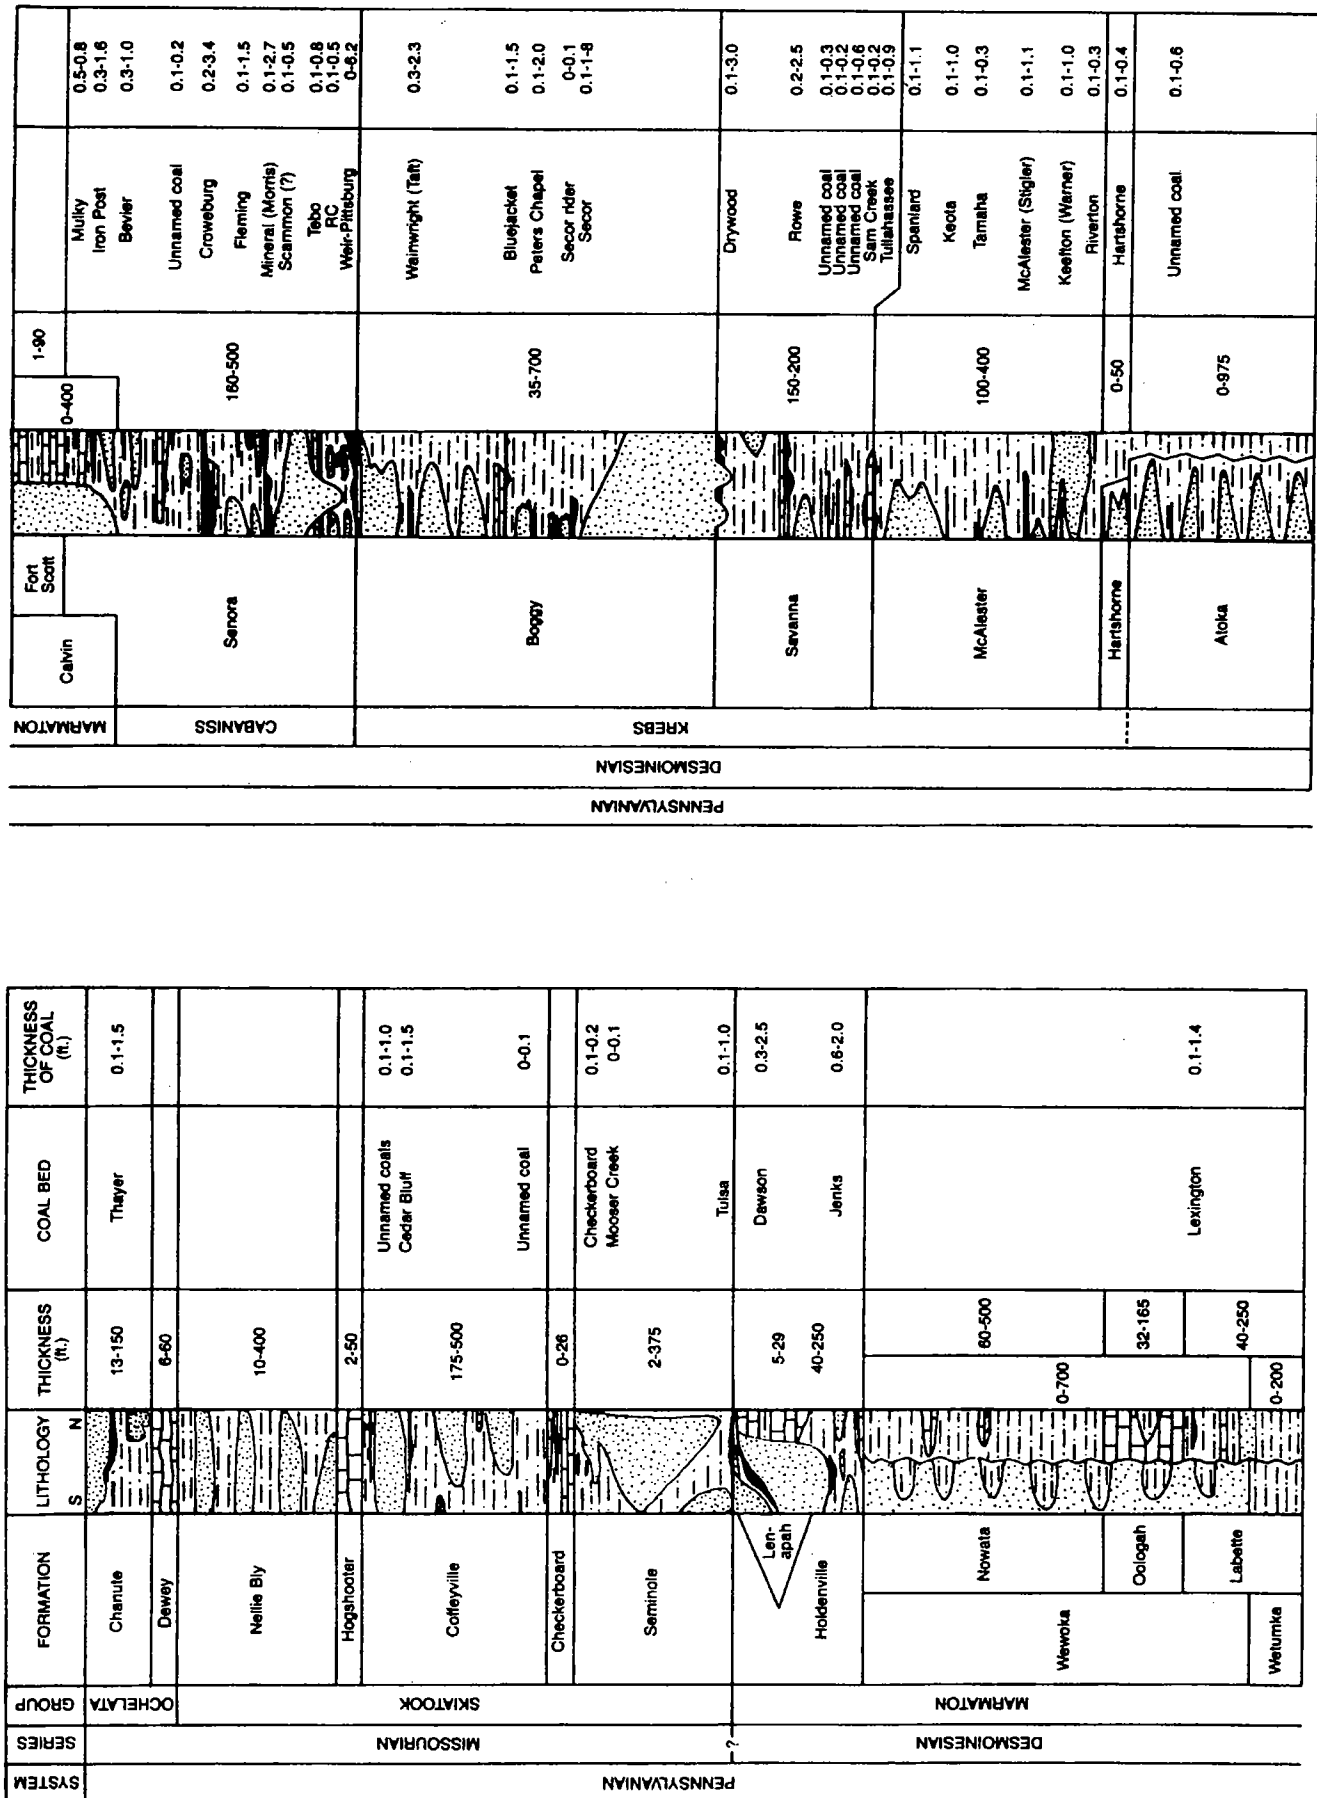 SYSTEM
SERIES
GROUP
FORMATION
LITHOLOGY
S N
THICKNESS
(ft.)
COAL BED
THICKNESS
OF COAL
(ft.)
PENNSYLVANIAN
MISSOURIAN
?
DESMOINESIAN
OCHELATA
SKIATOOK
MARMATON
Chanute
13-150
Thayer
0.1-1.5
Dewey
6-60
Nellie Bly
10-400
Hogshooter
2-50
Coffeyville
175-500
Unnamed coals
0.1-1.0
Cedar Bluff
0.1-1.5
Unnamed coal
0-0.1
Checkerboard
0-26
Seminole
2-375
Checkerboard
0.1-0.2
Mooser Creek
0-0.1
Tulsa
0.1-1.0
Len-
apah
5-29
Dawson
0.3-2.5
Holdenville
40-250
Jenks
0.6-2.0
Wewoka
0-700
Nowata
60-500
Oologah
32-165
Labette
40-250
Lexington
0.1-1.4
Wetumka
0-200
PENNSYLVANIAN
DESMOINESIAN
MARMATON
CABANISS
KREBS
Calvin
0-400
Fort
Scott
1-90
Mulky
0.5-0.8
Iron Post
0.3-1.6
Senora
160-500
Bevier
0.3-1.0
Unnamed coal
0.1-0.2
Croweburg
0.2-3.4
Fleming
0.1-1.5
Mineral (Morris)
0.1-2.7
Scammon (?)
0.1-0.5
Tebo
0.1-0.8
RC
0.1-0.5
Weir-Pittsburg
0-6.2
Boggy
35-700
Wainwright (Taft)
0.3-2.3
Bluejacket
0.1-1.5
Peters Chapel
0.1-2.0
Secor rider
0-0.1
Secor
0.1-1-8
Savanna
150-200
Drywood
0.1-3.0
Rowe
0.2-2.5
Unnamed coal
0.1-0.3
Unnamed coal
0.1-0.2
Unnamed coal
0.1-0.6
Sam Creek
0.1-0.2
Tullahassee
0.1-0.9
McAlester
100-400
Spaniard
0.1-1.1
Keota
0.1-1.0
Tamaha
0.1-0.3
McAlester (Stigler)
0.1-1.1
Keefton (Warner)
0.1-1.0
Riverton
0.1-0.3
Hartshorne
0-50
Hartshorne
0.1-0.4
Atoka
0-975
Unnamed coal
0.1-0.6